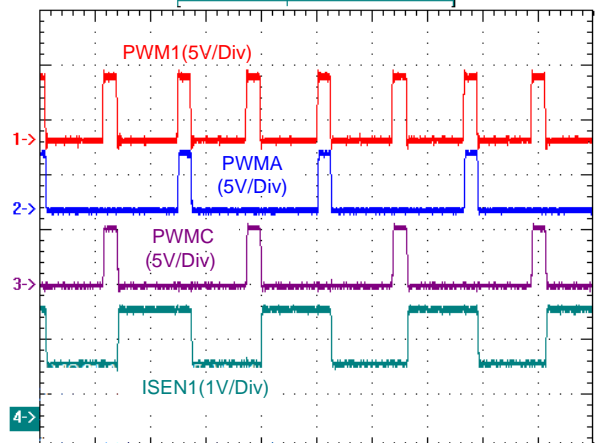 PWM1(5V/Div)
1->
PWMA
(5V/Div)
2->
PWMC
(5V/Div)
3->
ISEN1(1V/Div)
4->